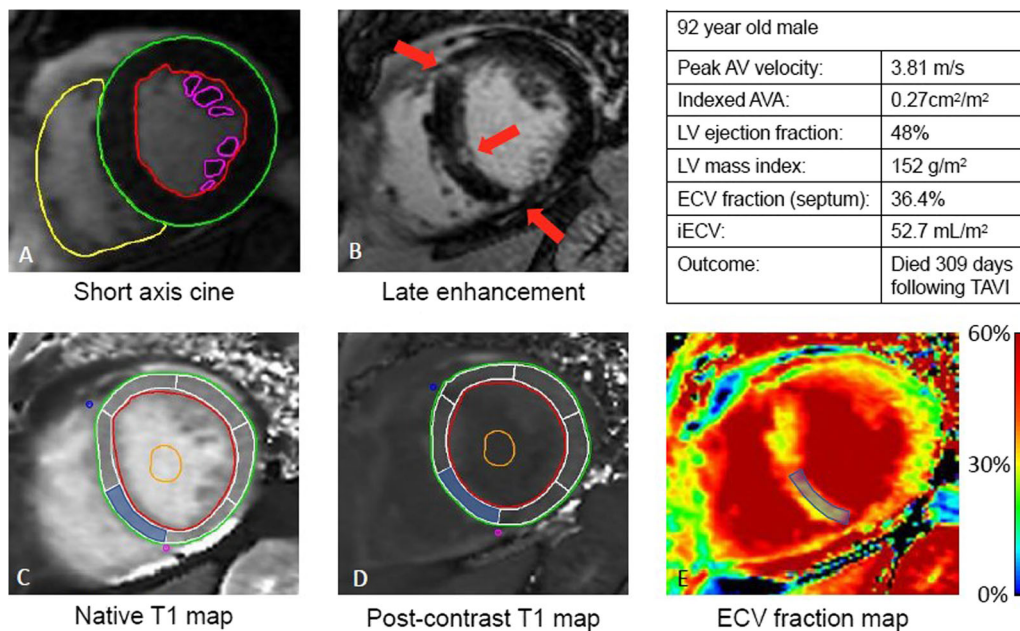 A
Short axis cine
B
Late enhancement
92 year old male
Peak AV velocity: 3.81 m/s
Indexed AVA: 0.27cm²/m²
LV ejection fraction: 48%
LV mass index: 152 g/m²
ECV fraction (septum): 36.4%
iECV: 52.7 mL/m²
Outcome: Died 309 days
following TAVI
C
Native T1 map
D
Post-contrast T1 map
E
ECV fraction map
60%
30%
0%